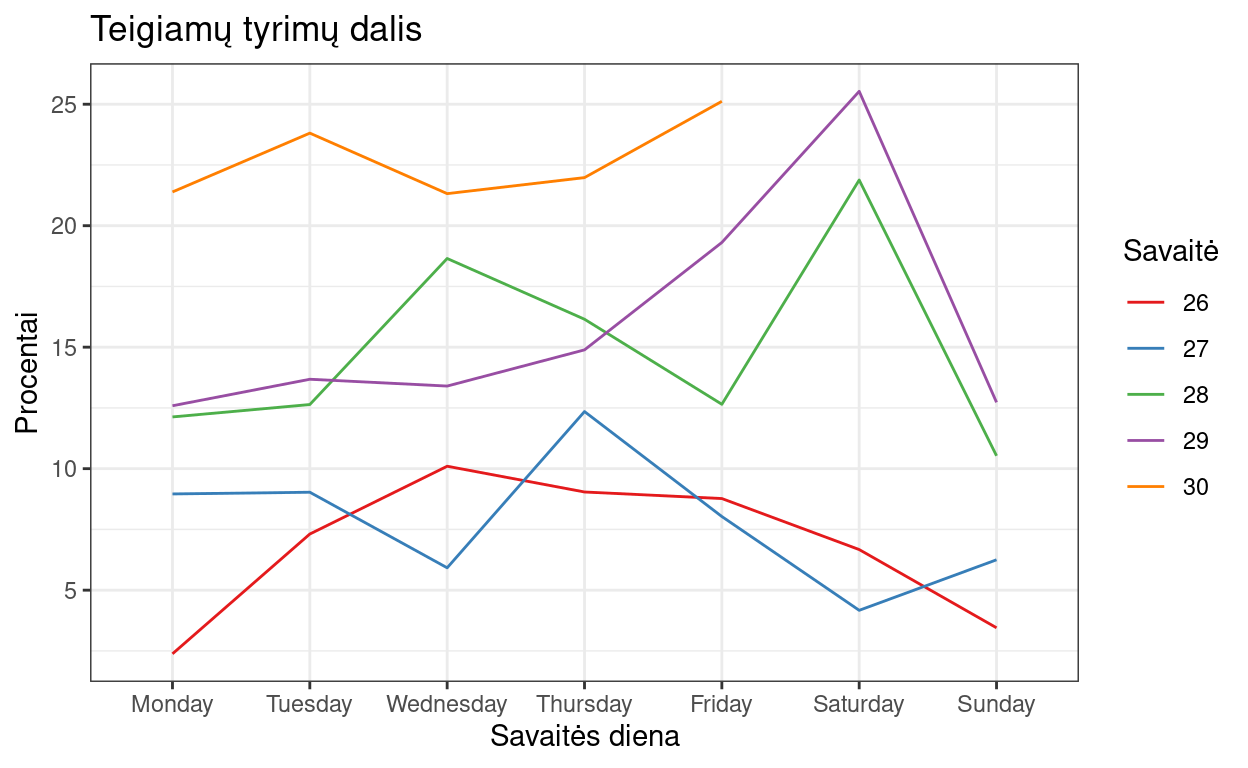 Teigiamų tyrimų dalis
Procentai
25
20
15
10
5
Monday Tuesday Wednesday Thursday Friday Saturday Sunday
Savaitės diena
Savaitė
26
27
28
29
30